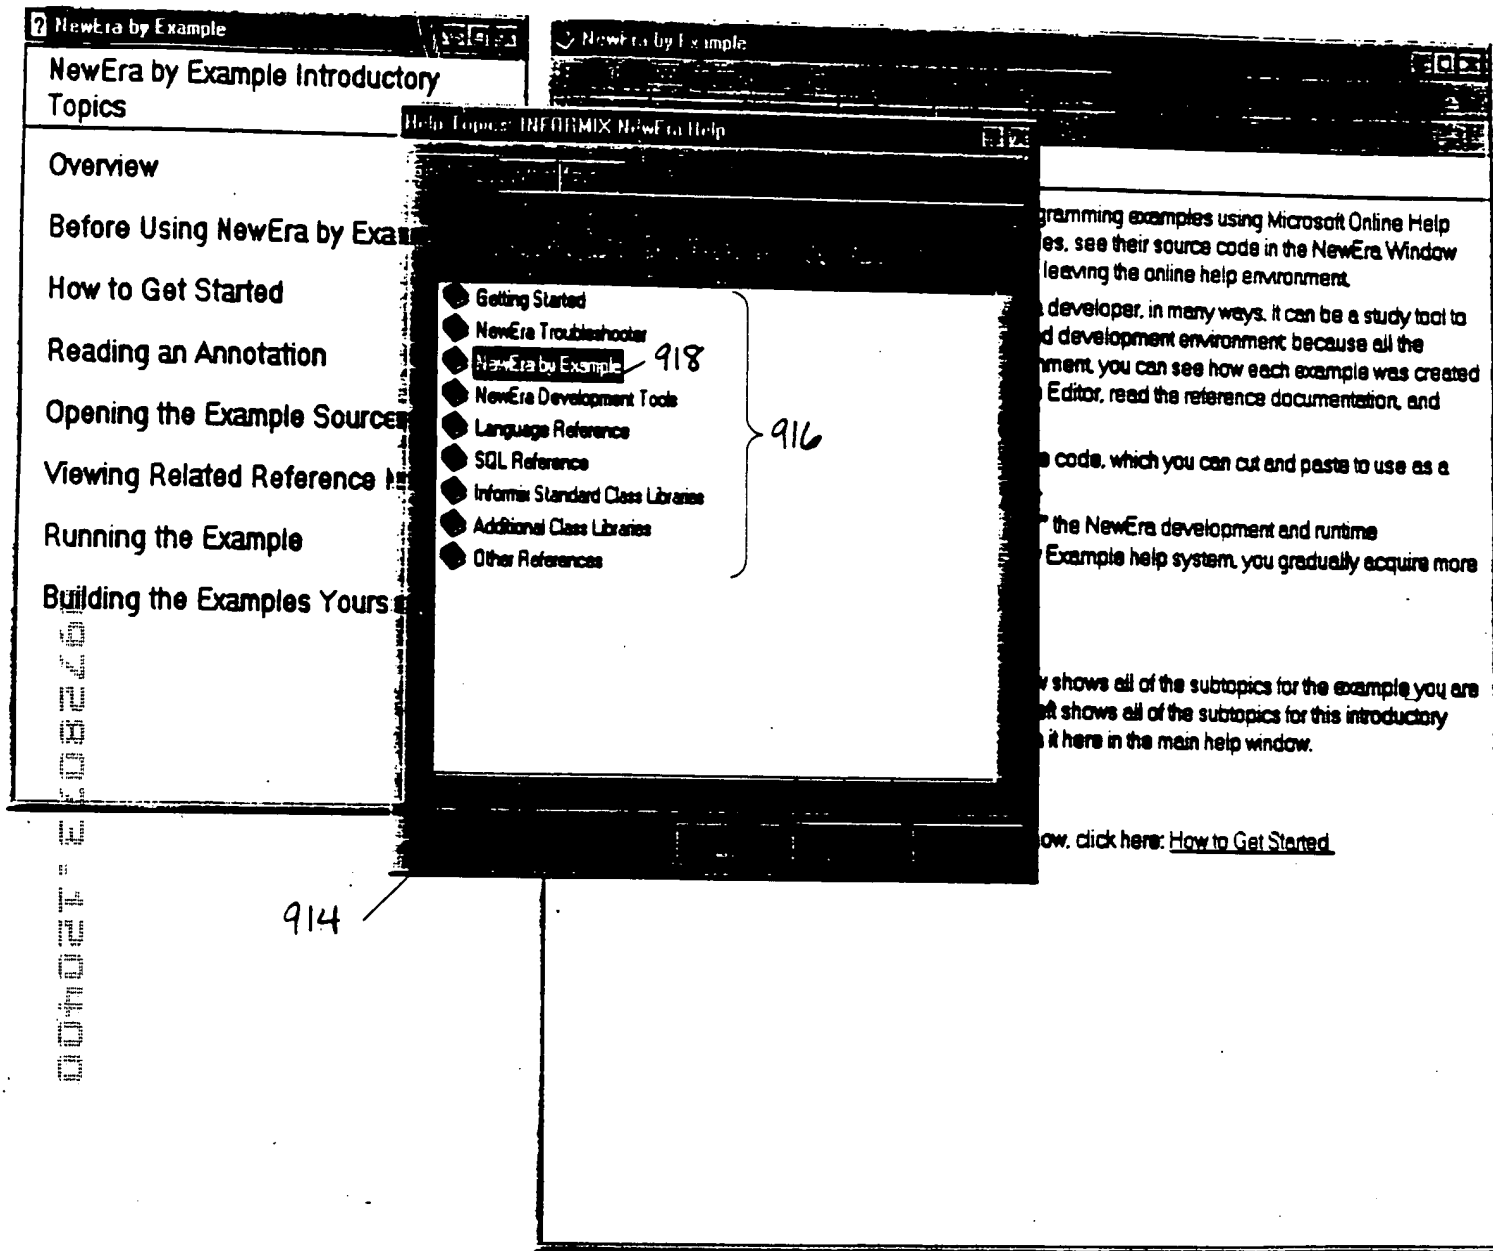 NewEra by Example
NewEra by Example Introductory
Topics
Overview
Before Using NewEra by Exa
How to Get Started
Reading an Annotation
Opening the Example Source
Viewing Related Reference
Running the Example
Building the Examples Yours
NewEra by Example
Help Topics: INFORMIX NewEra Help
Getting Started
NewEra Troubleshooter
NewEra by Example
NewEra Development Tools
Language Reference
SQL Reference
Informix Standard Class Libraries
Additional Class Libraries
Other References
918
916
914
gramming examples using Microsoft Online Help
es, see their source code in the NewEra Window
leaving the online help environment.
developer, in many ways. It can be a study tool to
d development environment because all the
nment, you can see how each example was created
Editor, read the reference documentation, and
code, which you can cut and paste to use as a
the NewEra development and runtime
Example help system, you gradually acquire more
shows all of the subtopics for the example you are
shows all of the subtopics for this introductory
it here in the main help window.
ow, click here: How to Get Started